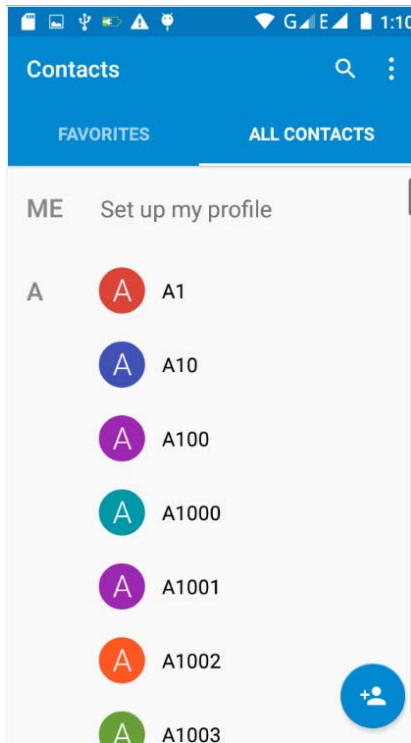 G E 1:10
Contacts
FAVORITES ALL CONTACTS
ME Set up my profile
A A A1
A A10
A A100
A A1000
A A1001
A A1002
A A1003